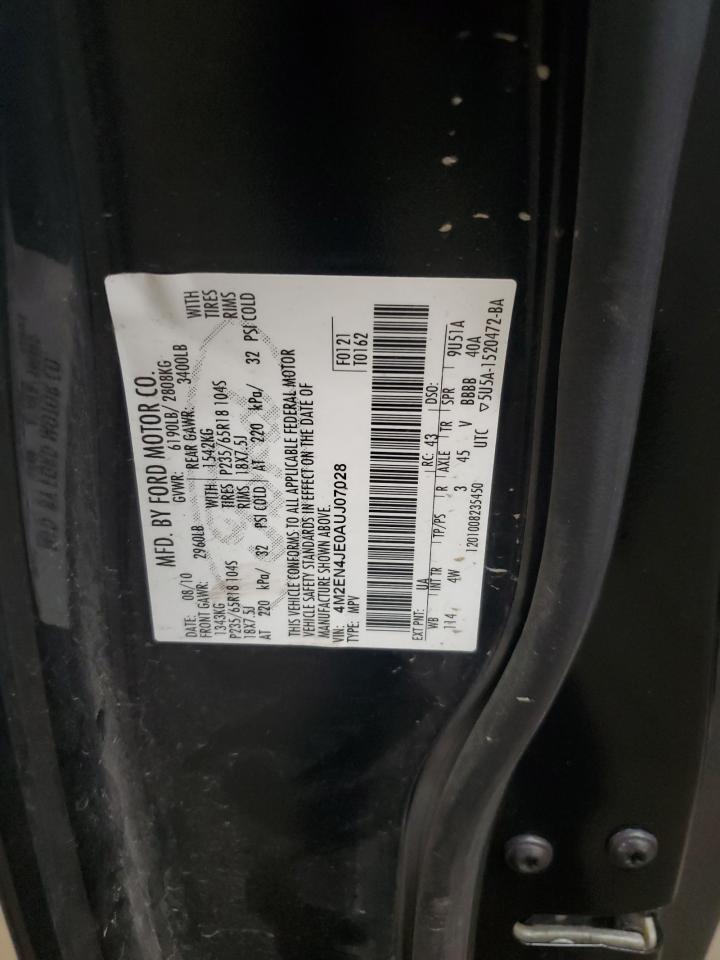 MFD. BY FORD MOTOR CO.
DATE: 08/10 GVWR: 6190LB/ 2808KG
FRONT GAWR: 2960LB REAR GAWR: 3400LB
1343KG WITH 1542KG WITH
P235/65R18 104S TIRES P235/65R18 104S TIRES
18X7.5J RIMS 18X7.5J RIMS
AT 220 kPa/ 32 PSI COLD AT 220 kPa/ 32 PSI COLD
THIS VEHICLE CONFORMS TO ALL APPLICABLE FEDERAL MOTOR
VEHICLE SAFETY STANDARDS IN EFFECT ON THE DATE OF
MANUFACTURE SHOWN ABOVE.
VIN: 4M2EN4JE0AUJ07028
TYPE: MPV
F0121
T0162
EXT PNT: UA RC: 43 DSO:
WB INT TR TP/PS R AXLE TR SPR 9U51A
114 4W 3 45 V BBBB 40A
1201008235450 UTC ▽5U5A-1520472-BA